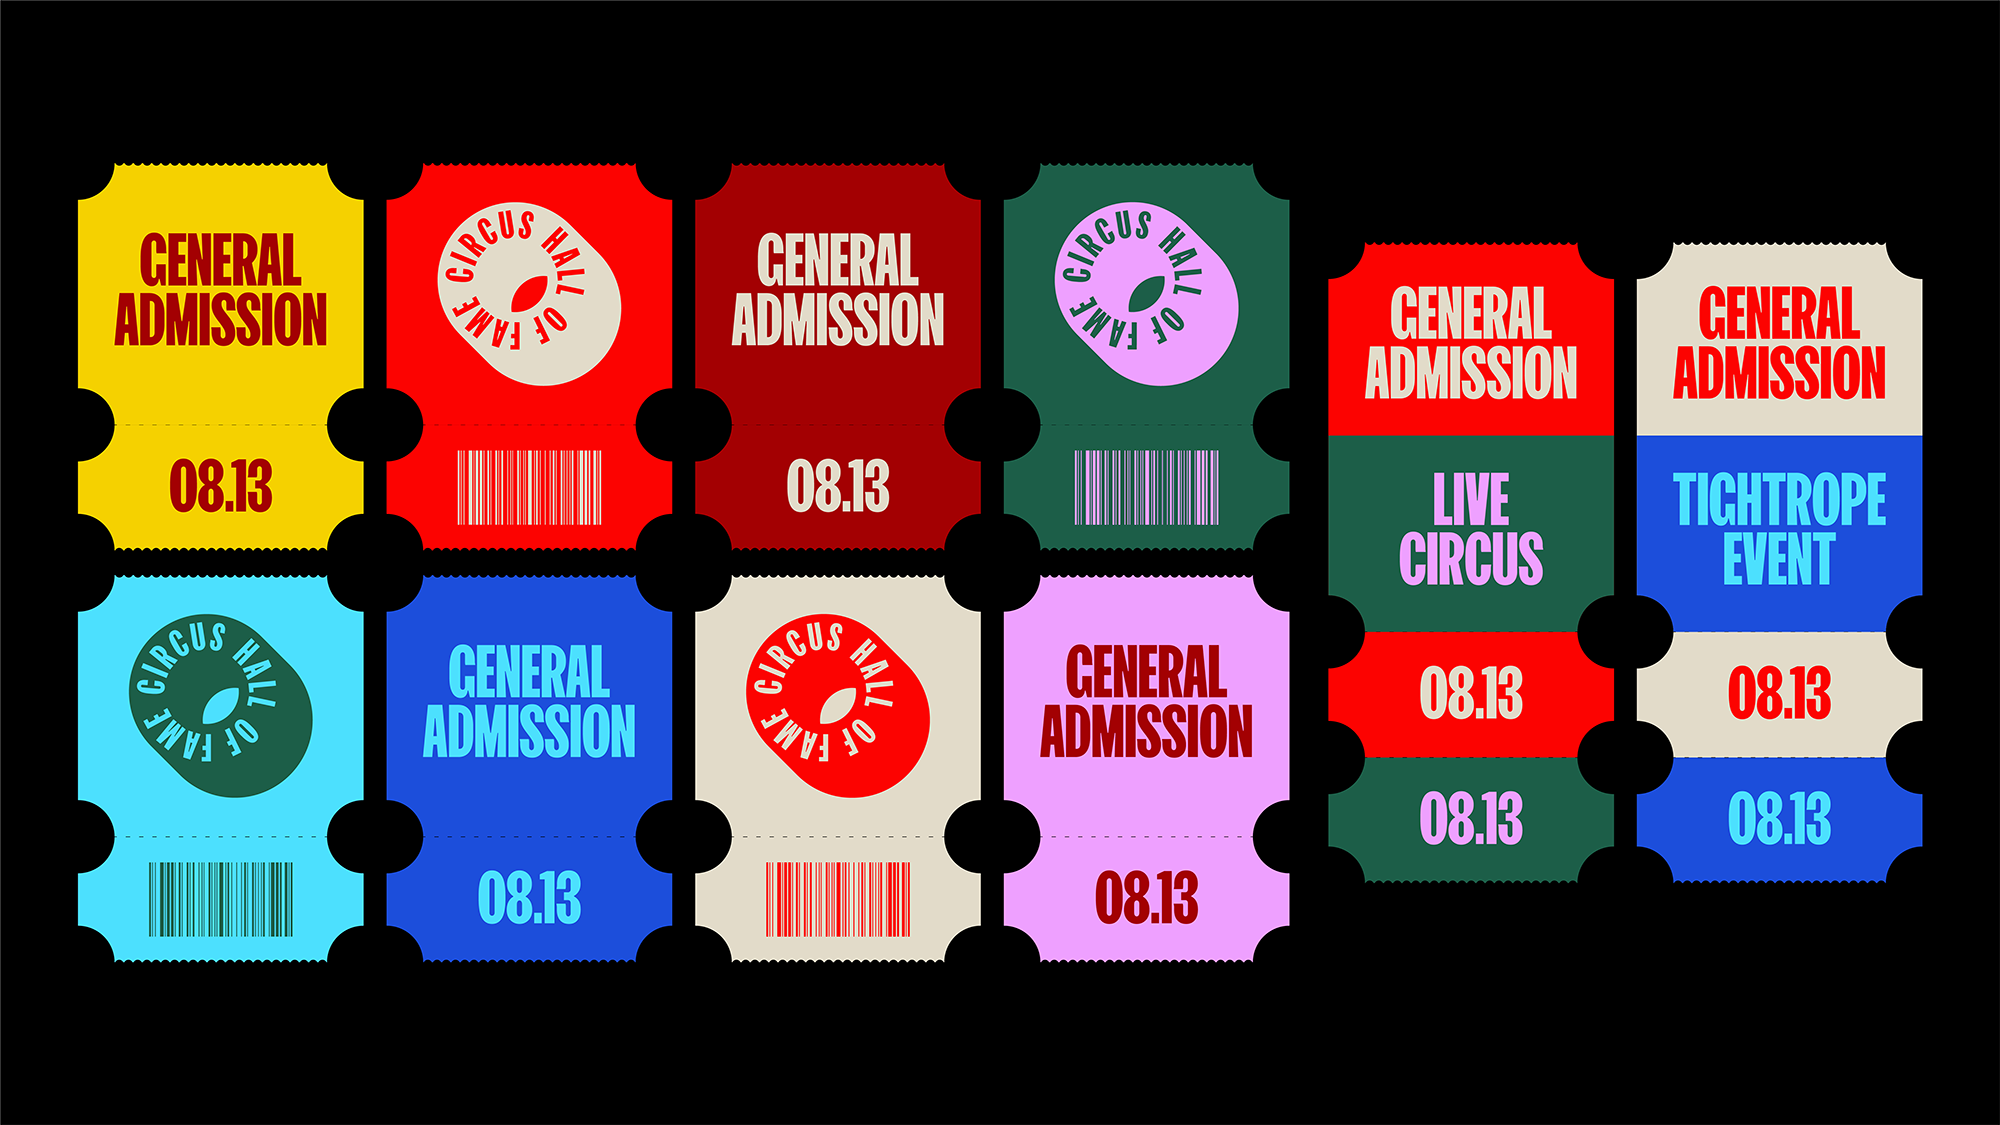 GENERAL
ADMISSION
08.13
CIRCUS HALL OF FAME
GENERAL
ADMISSION
08.13
CIRCUS HALL OF FAME
CIRCUS HALL OF FAME
GENERAL
ADMISSION
08.13
CIRCUS HALL OF FAME
GENERAL
ADMISSION
08.13
GENERAL
ADMISSION
LIVE
CIRCUS
08.13
08.13
GENERAL
ADMISSION
TIGHTROPE
EVENT
08.13
08.13